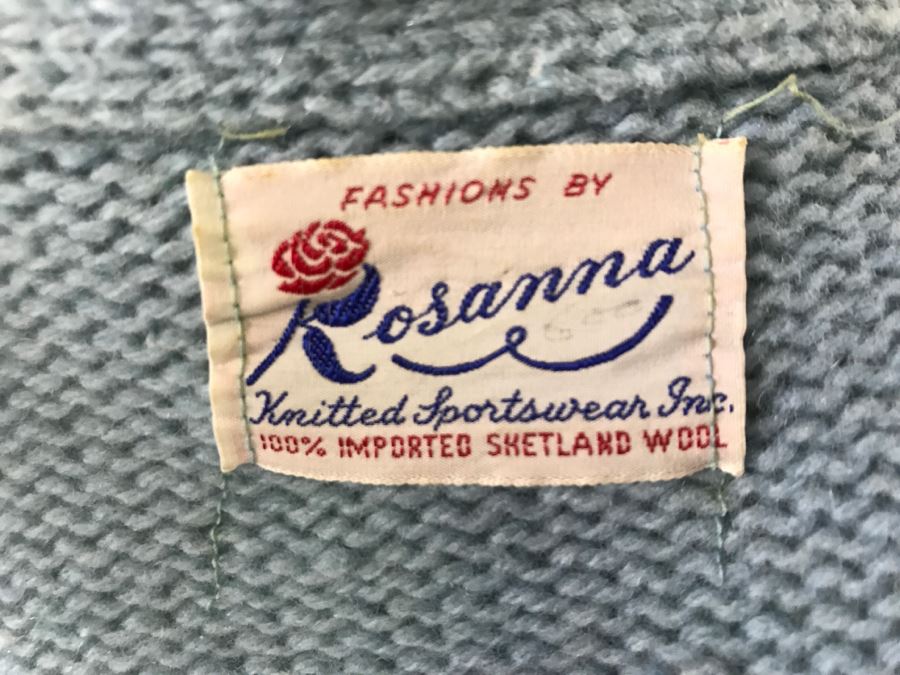 FASHIONS BY
Rosanna
Knitted Sportswear Inc.
100% IMPORTED SHETLAND WOOL